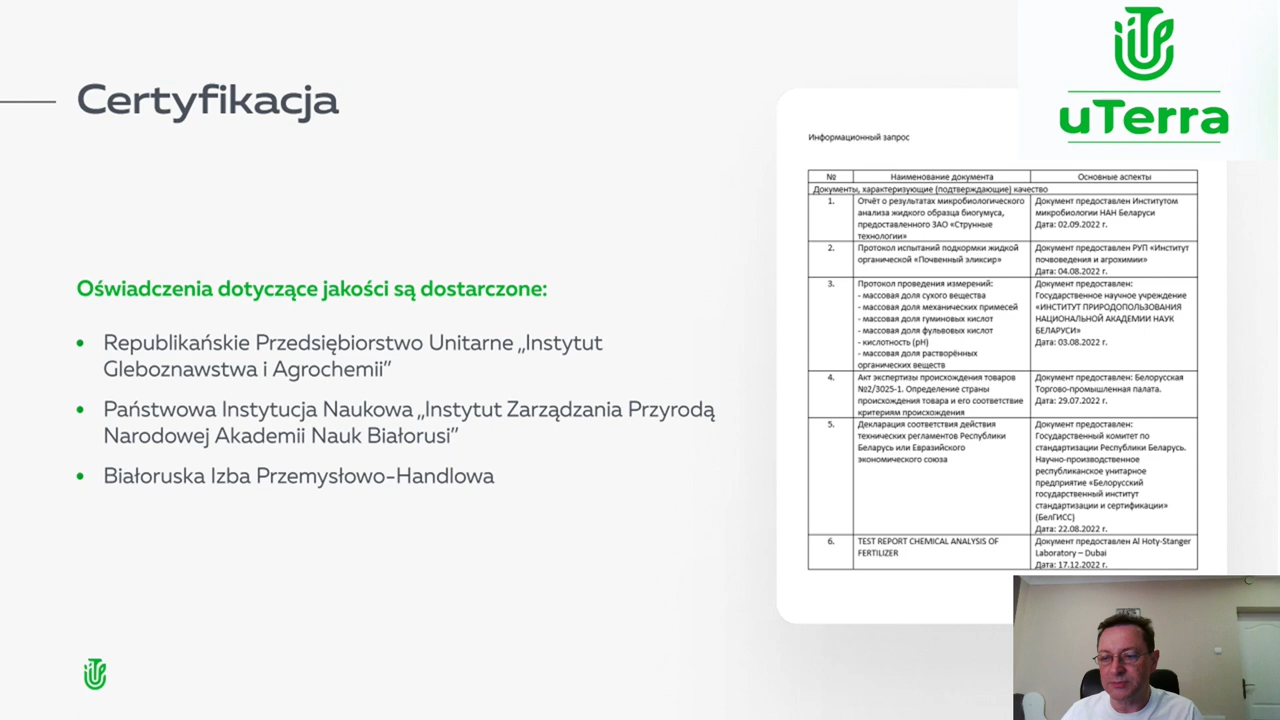 Certyfikacja
Oświadczenia dotyczące jakości są dostarczone:
• Republikańskie Przedsiębiorstwo Unitarne „Instytut
Gleboznawstwa i Agrochemii”
• Państwowa Instytucja Naukowa „Instytut Zarządzania Przyrodą
Narodowej Akademii Nauk Białorusi”
• Białoruska Izba Przemysłowo-Handlowa
uTerra
Информационный запрос
№ Наименование документа Основные аспекты
Документы, характеризующие (подтверждающие) качество
1. Отчёт о результатах микробиологического
анализа жидкого образца биогумуса,
предоставленного ЗАО «Струнные
технологии»
Документ предоставлен Институтом
микробиологии НАН Беларуси
Дата: 02.09.2022 г.
2. Протокол испытаний подкормки жидкой
органической «Почвенный эликсир»
Документ предоставлен РУП «Институт
почвоведения и агрохимии»
Дата: 04.08.2022 г.
3. Протокол проведения измерений:
- массовая доля сухого вещества
- массовая доля механических примесей
- массовая доля гуминовых кислот
- массовая доля фульвовых кислот
- кислотность (pH)
- массовая доля растворённых
органических веществ
Документ предоставлен:
Государственное научное учреждение
«ИНСТИТУТ ПРИРОДОПОЛЬЗОВАНИЯ
НАЦИОНАЛЬНОЙ АКАДЕМИИ НАУК
БЕЛАРУСИ»
Дата: 03.08.2022 г.
4. Акт экспертизы происхождения товаров
№2/3025-1. Определение страны
происхождения товара и его соответствие
критериям происхождения
Документ предоставлен: Белорусская
Торгово-промышленная палата.
Дата: 29.07.2022 г.
5. Декларация соответствия действия
технических регламентов Республики
Беларусь или Евразийского
экономического союза
Документ предоставлен:
Государственный комитет по
стандартизации Республики Беларусь.
Научно-производственное
республиканское унитарное
предприятие «Белорусский
государственный институт
стандартизации и сертификации»
(БелГИСС)
Дата: 22.08.2022 г.
6. TEST REPORT CHEMICAL ANALYSIS OF
FERTILIZER
Документ предоставлен Al Hoty-Stanger
Laboratory – Dubai
Дата: 17.12.2022 г.